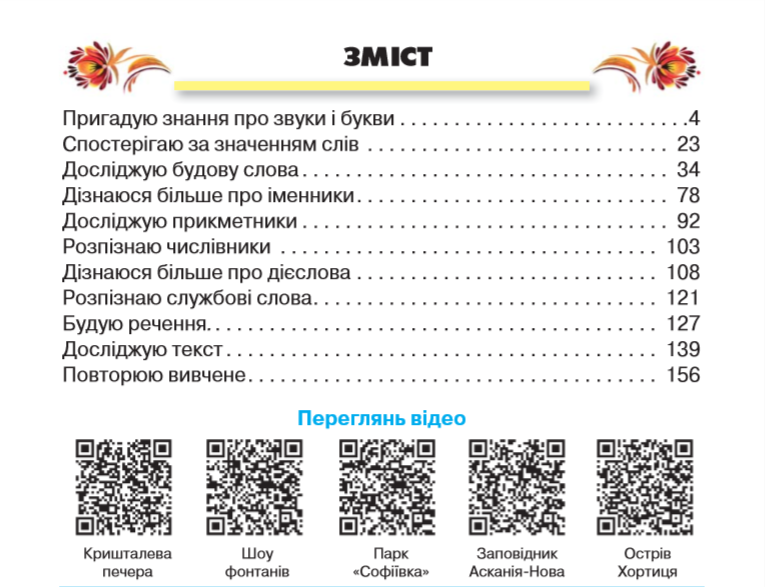 ЗМІСТ
Пригадую знання про звуки і букви . . . . . . . . . . . . . . . . . . . . . . . . . . .4
Спостерігаю за значенням слів . . . . . . . . . . . . . . . . . . . . . . . . . . . . 23
Досліджую будову слова . . . . . . . . . . . . . . . . . . . . . . . . . . . . . . . . . . 34
Дізнаюся більше про іменники . . . . . . . . . . . . . . . . . . . . . . . . . . . . . 78
Досліджую прикметники . . . . . . . . . . . . . . . . . . . . . . . . . . . . . . . . . . 92
Розпізнаю числівники . . . . . . . . . . . . . . . . . . . . . . . . . . . . . . . . . . . 103
Дізнаюся більше про дієслова . . . . . . . . . . . . . . . . . . . . . . . . . . . . 108
Розпізнаю службові слова . . . . . . . . . . . . . . . . . . . . . . . . . . . . . . . . 121
Будую речення . . . . . . . . . . . . . . . . . . . . . . . . . . . . . . . . . . . . . . . . . . 127
Досліджую текст . . . . . . . . . . . . . . . . . . . . . . . . . . . . . . . . . . . . . . . . 139
Повторюю вивчене . . . . . . . . . . . . . . . . . . . . . . . . . . . . . . . . . . . . . . 156
Переглянь відео
Кришталева
печера
Шоу
фонтанів
Парк
«Софіївка»
Заповідник
Асканія-Нова
Острів
Хортиця